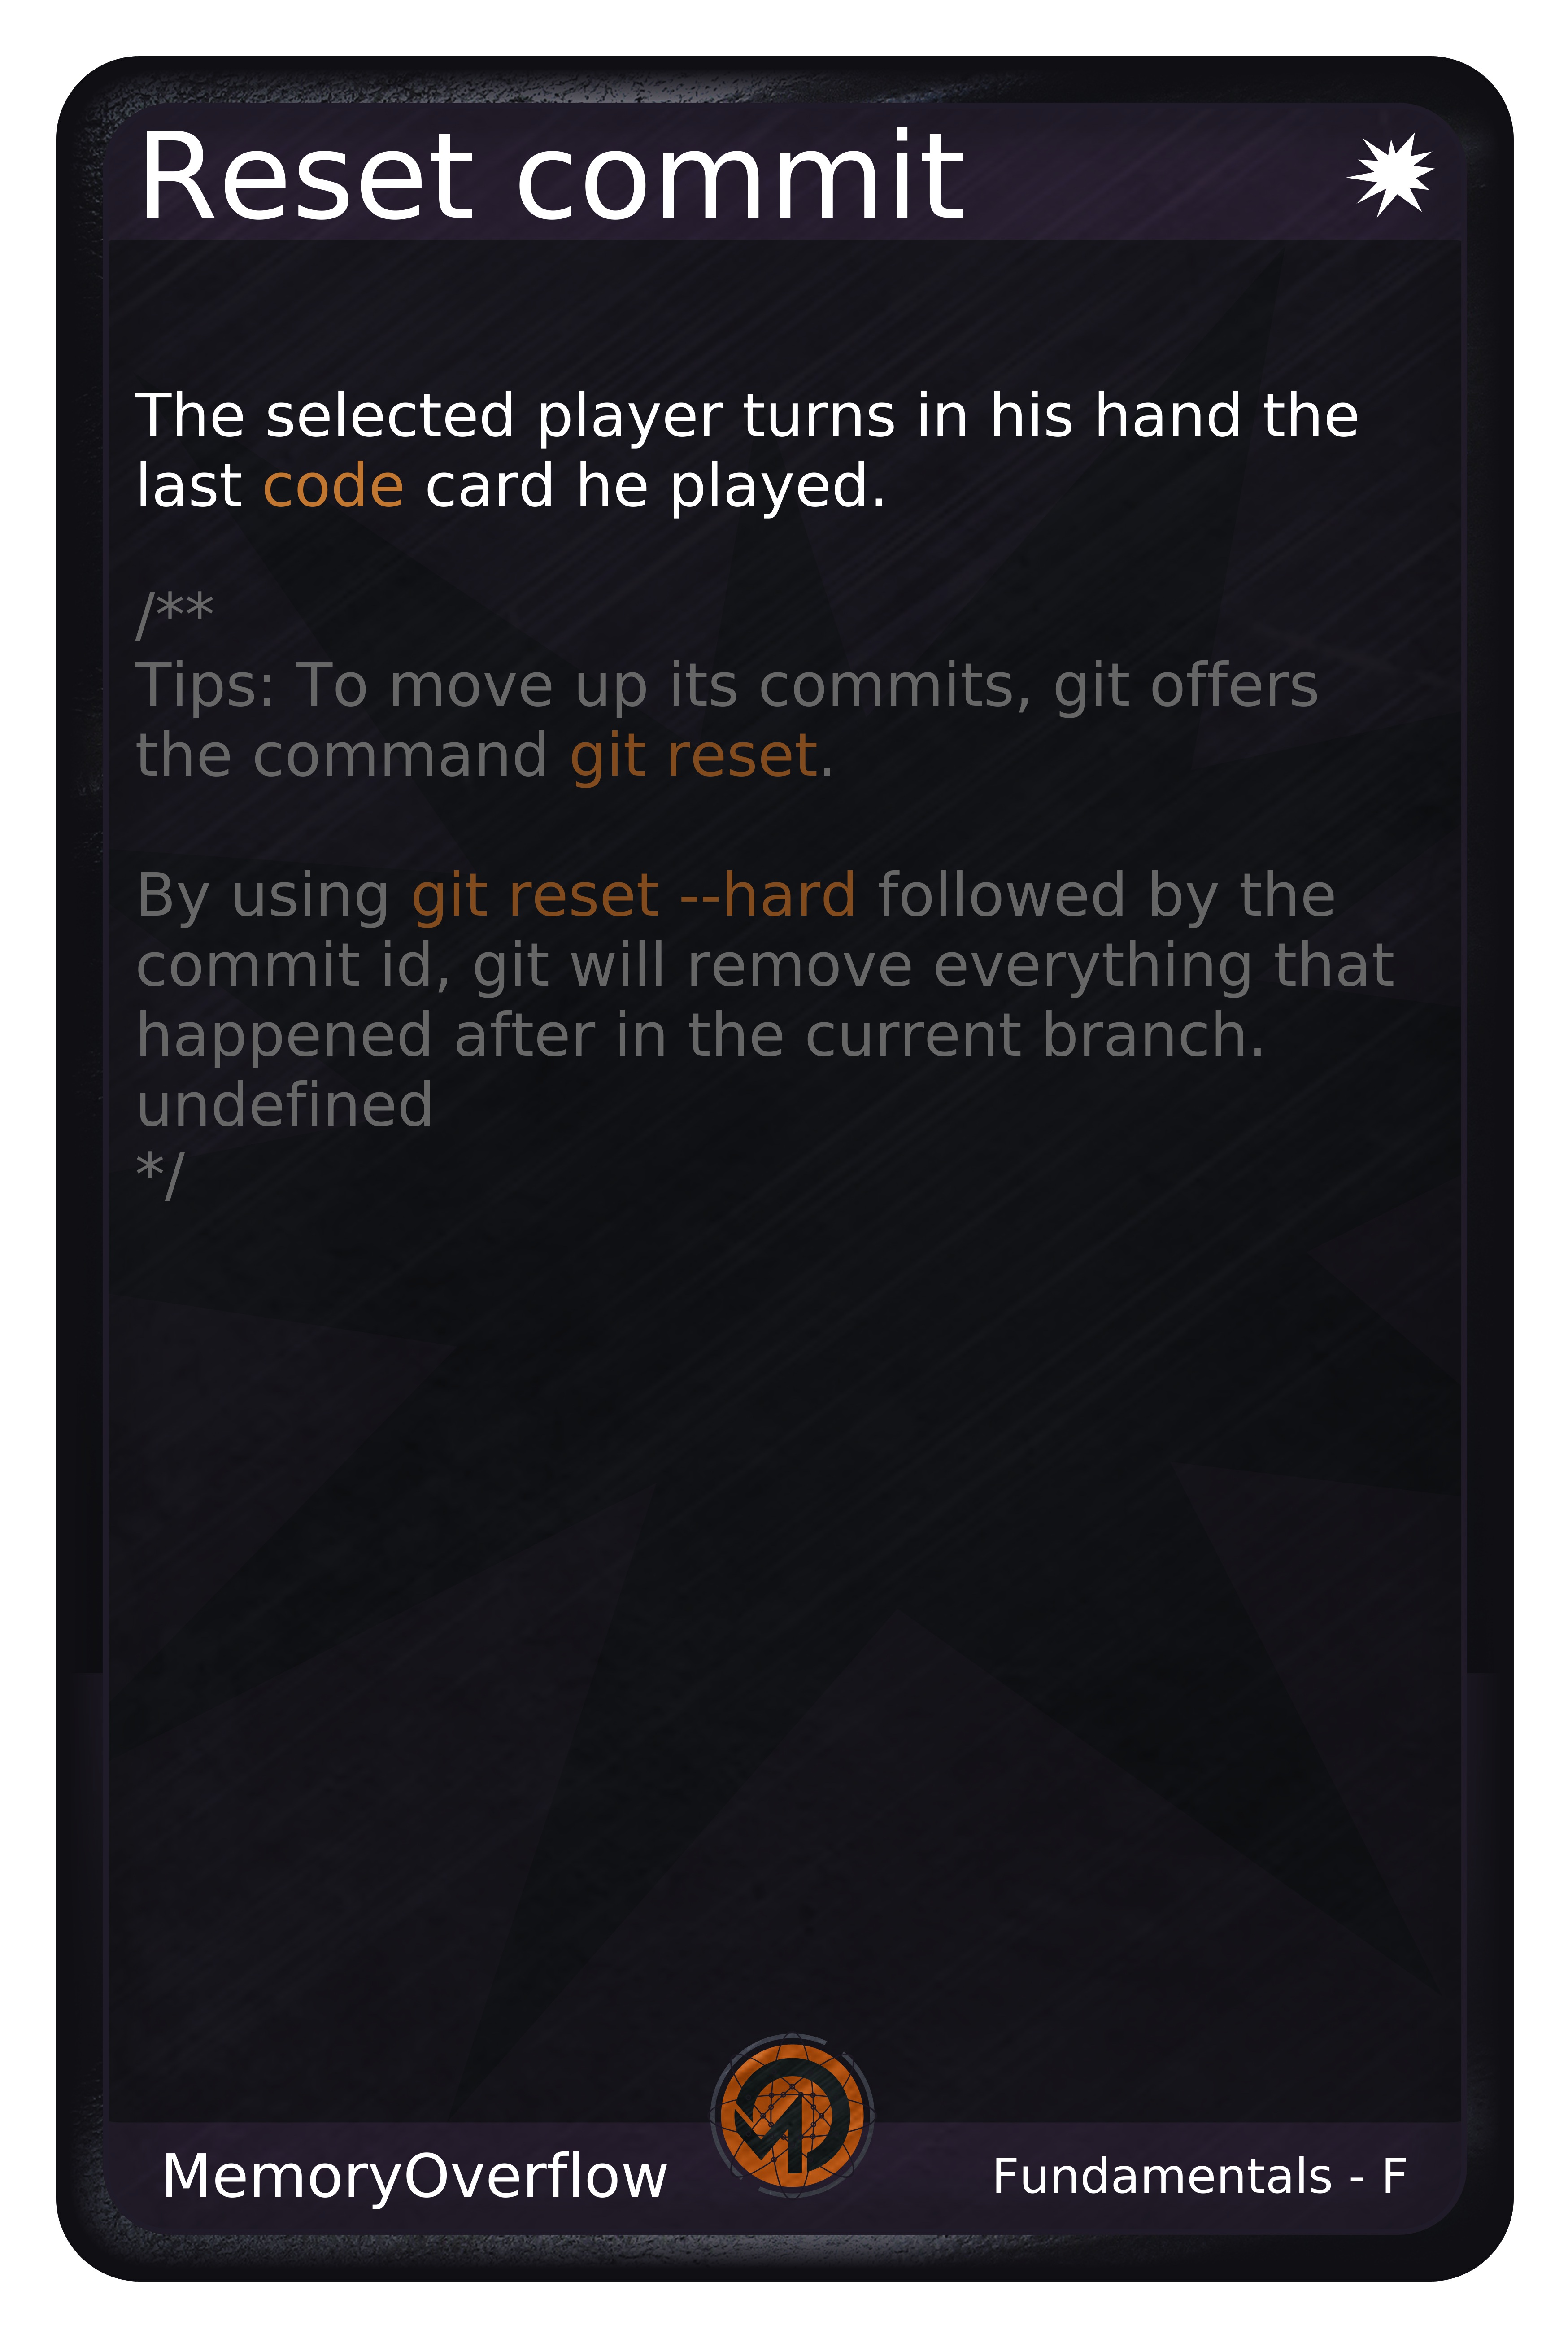 Reset commit
The selected player turns in his hand the
last code card he played.
/**
Tips: To move up its commits, git offers
the command git reset.
By using git reset --hard followed by the
commit id, git will remove everything that
happened after in the current branch.
undefined
*/
MemoryOverflow
Fundamentals - F